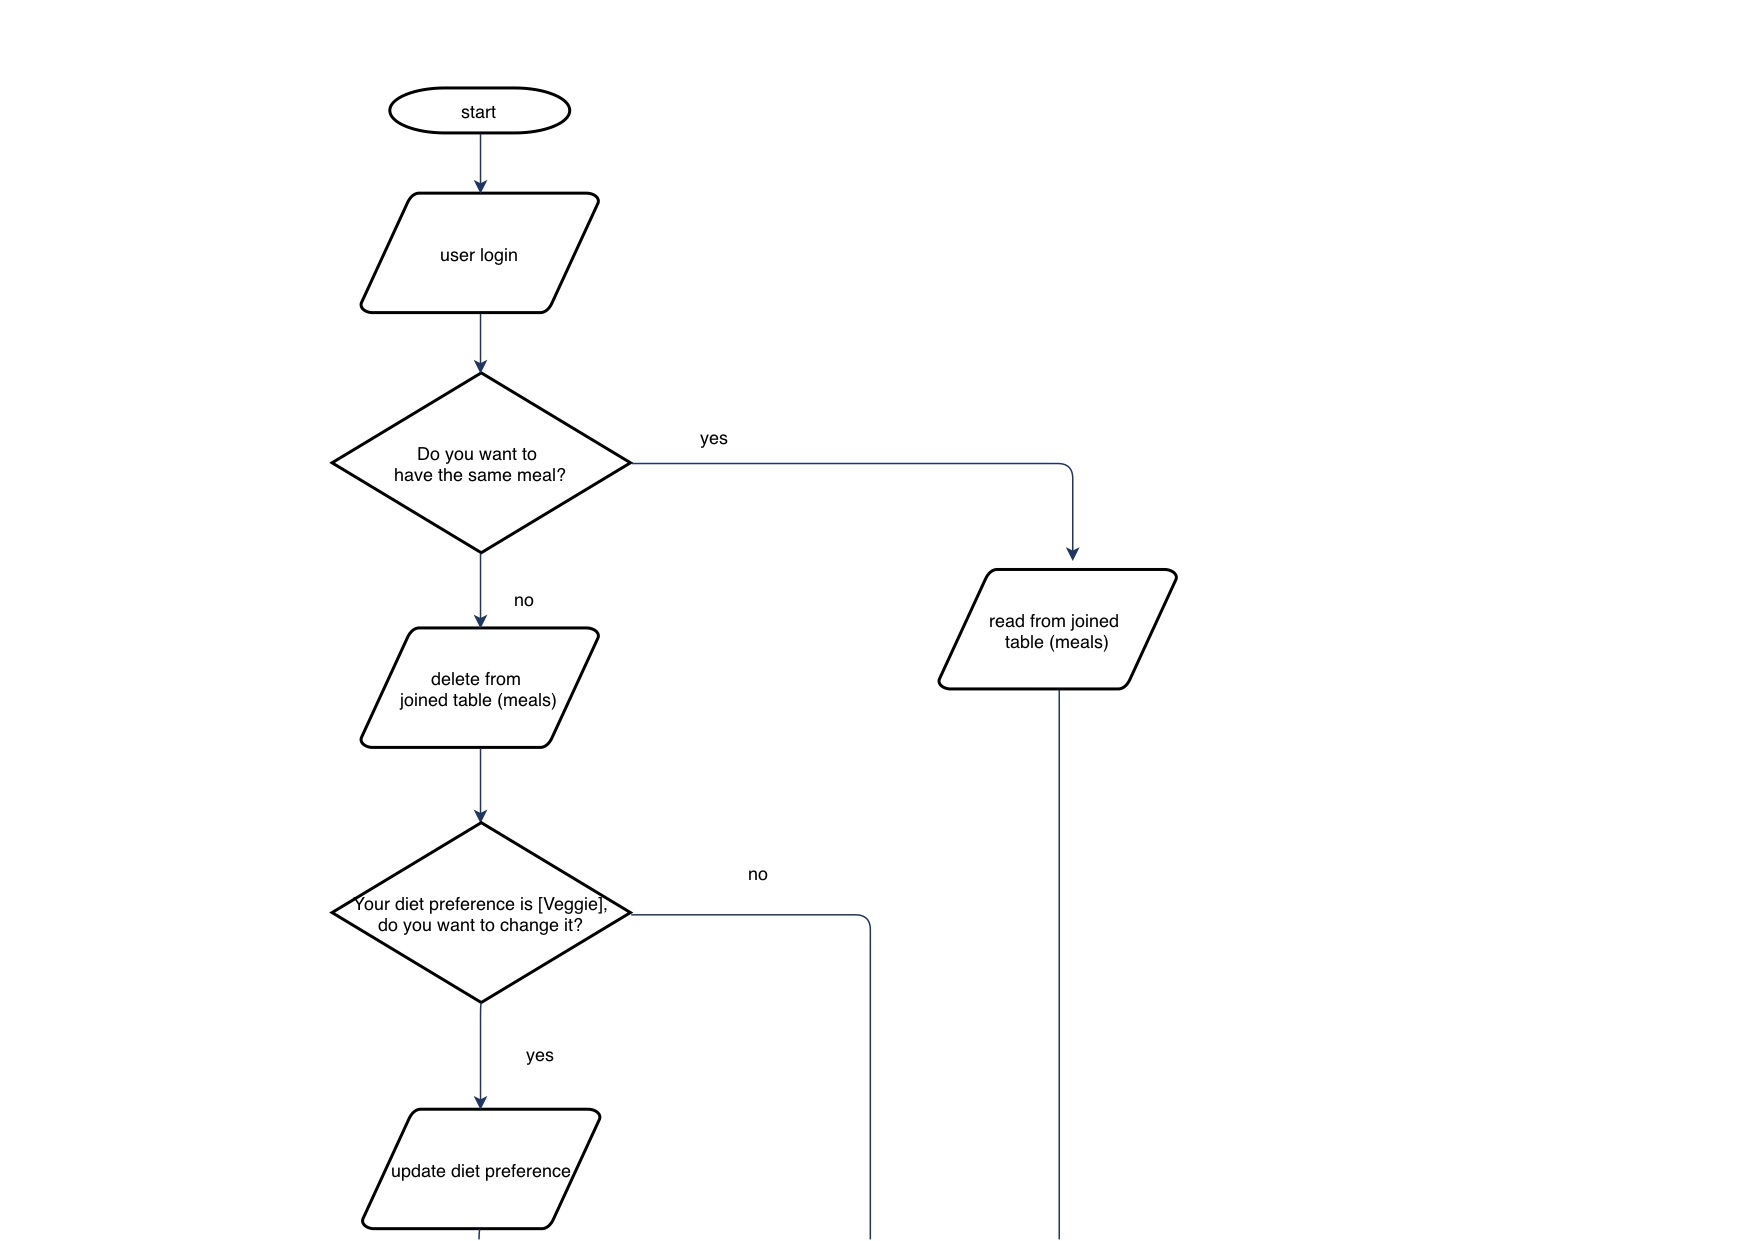 start
user login
Do you want to
have the same meal?
yes
no
read from joined
table (meals)
delete from
joined table (meals)
Your diet preference is [Veggie],
do you want to change it?
no
yes
update diet preference